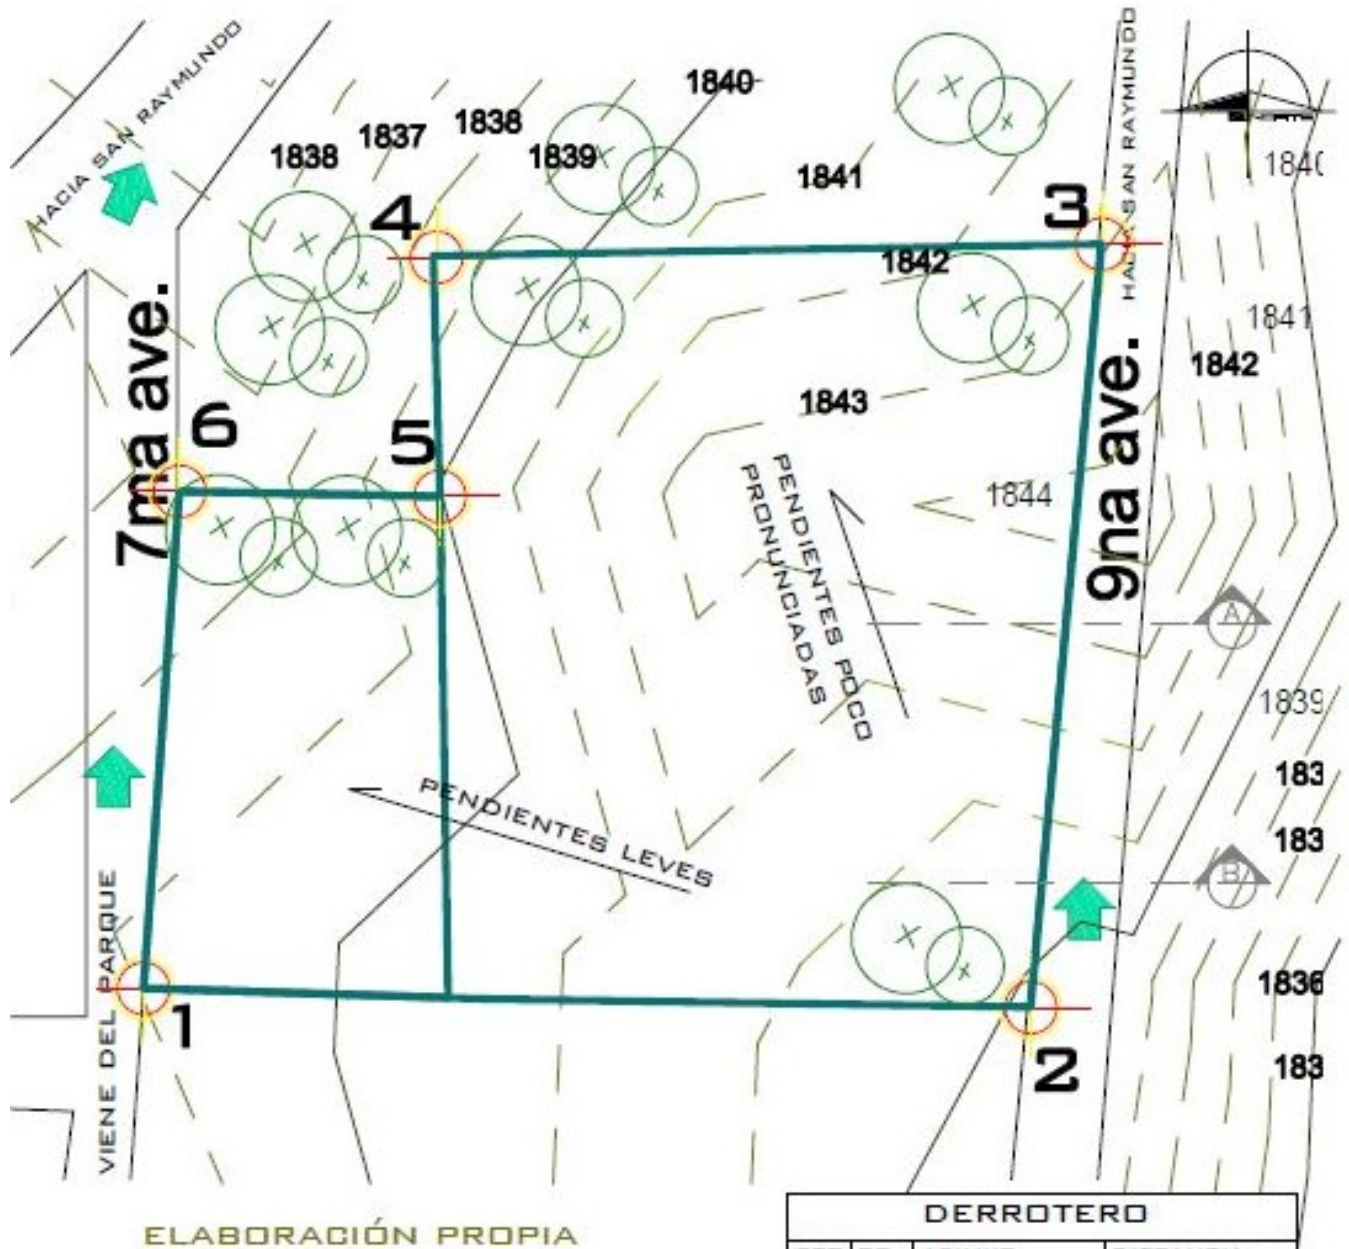 HACIA SAN RAYMUNDO
1838
1837
1838
1839
1840
1841
HACIA SAN RAYMUNDO
1840
4
3
1842
1841
1842
7ma ave.
6
5
1843
9na ave.
1844
PENDIENTES POCO
PRONUNCIADAS
A
1839
183
PENDIENTES LEVES
183
B
VIENE DEL PARQUE
1836
1
2
183
DERROTERO
ELABORACIÓN PROPIA